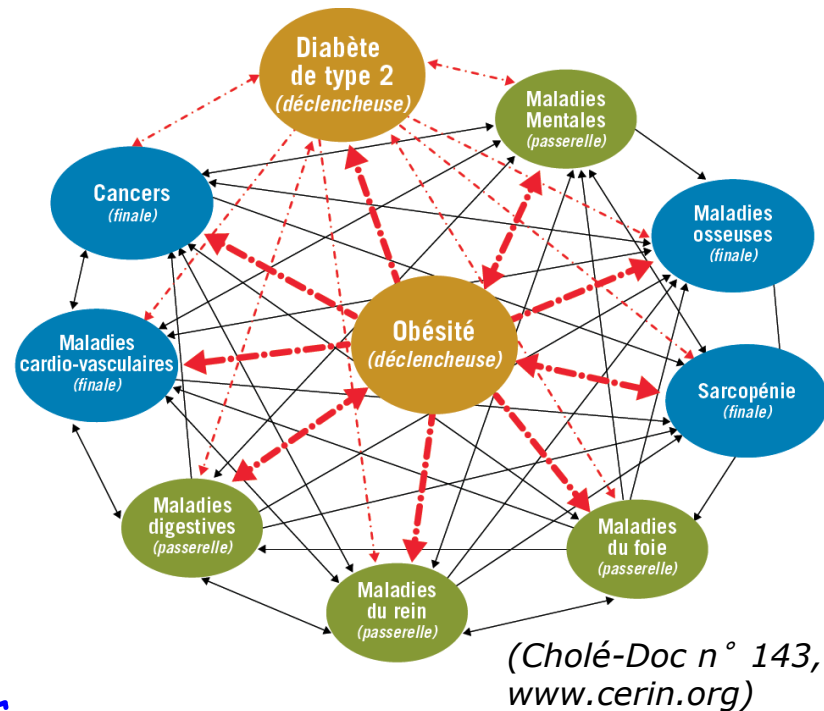 Diabète
de type 2
(déclencheuse)
Maladies
Mentales
(passerelle)
Cancers
(finale)
Maladies
osseuses
(finale)
Obésité
(déclencheuse)
Maladies
cardio-vasculaires
(finale)
Sarcopénie
(finale)
Maladies
digestives
(passerelle)
Maladies
du foie
(passerelle)
Maladies
du rein
(passerelle)
(Cholé-Doc n° 143,
www.cerin.org)